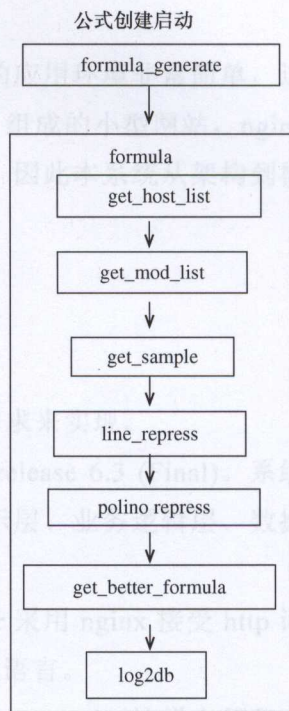 公式创建启动
formula_generate
formula
get_host_list
get_mod_list
get_sample
line_repress
polino repress
get_better_formula
log2db